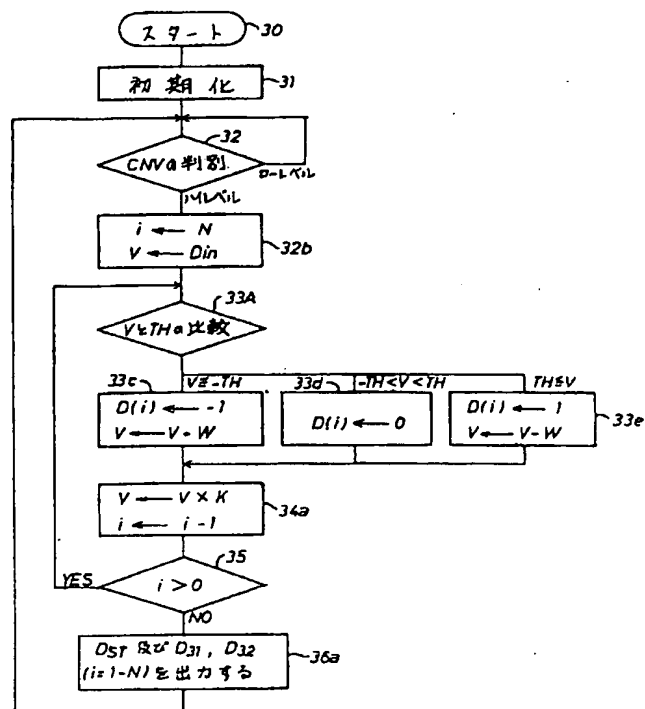 スタート
30
初期化
31
32
CNVの判別
ローレベル
ハイレベル
i ← N
V ← Din
32b
33A
VとTHの比較
33c
V≦-TH
33d
-TH<V<TH
TH≦V
D(i) ← -1
V ← V-W
D(i) ← 0
D(i) ← 1
V ← V-W
33e
V ← V×K
i ← i-1
34a
35
YES
i>0
NO
DST 及び D31, D32
(i=1-N)を出力する
36a